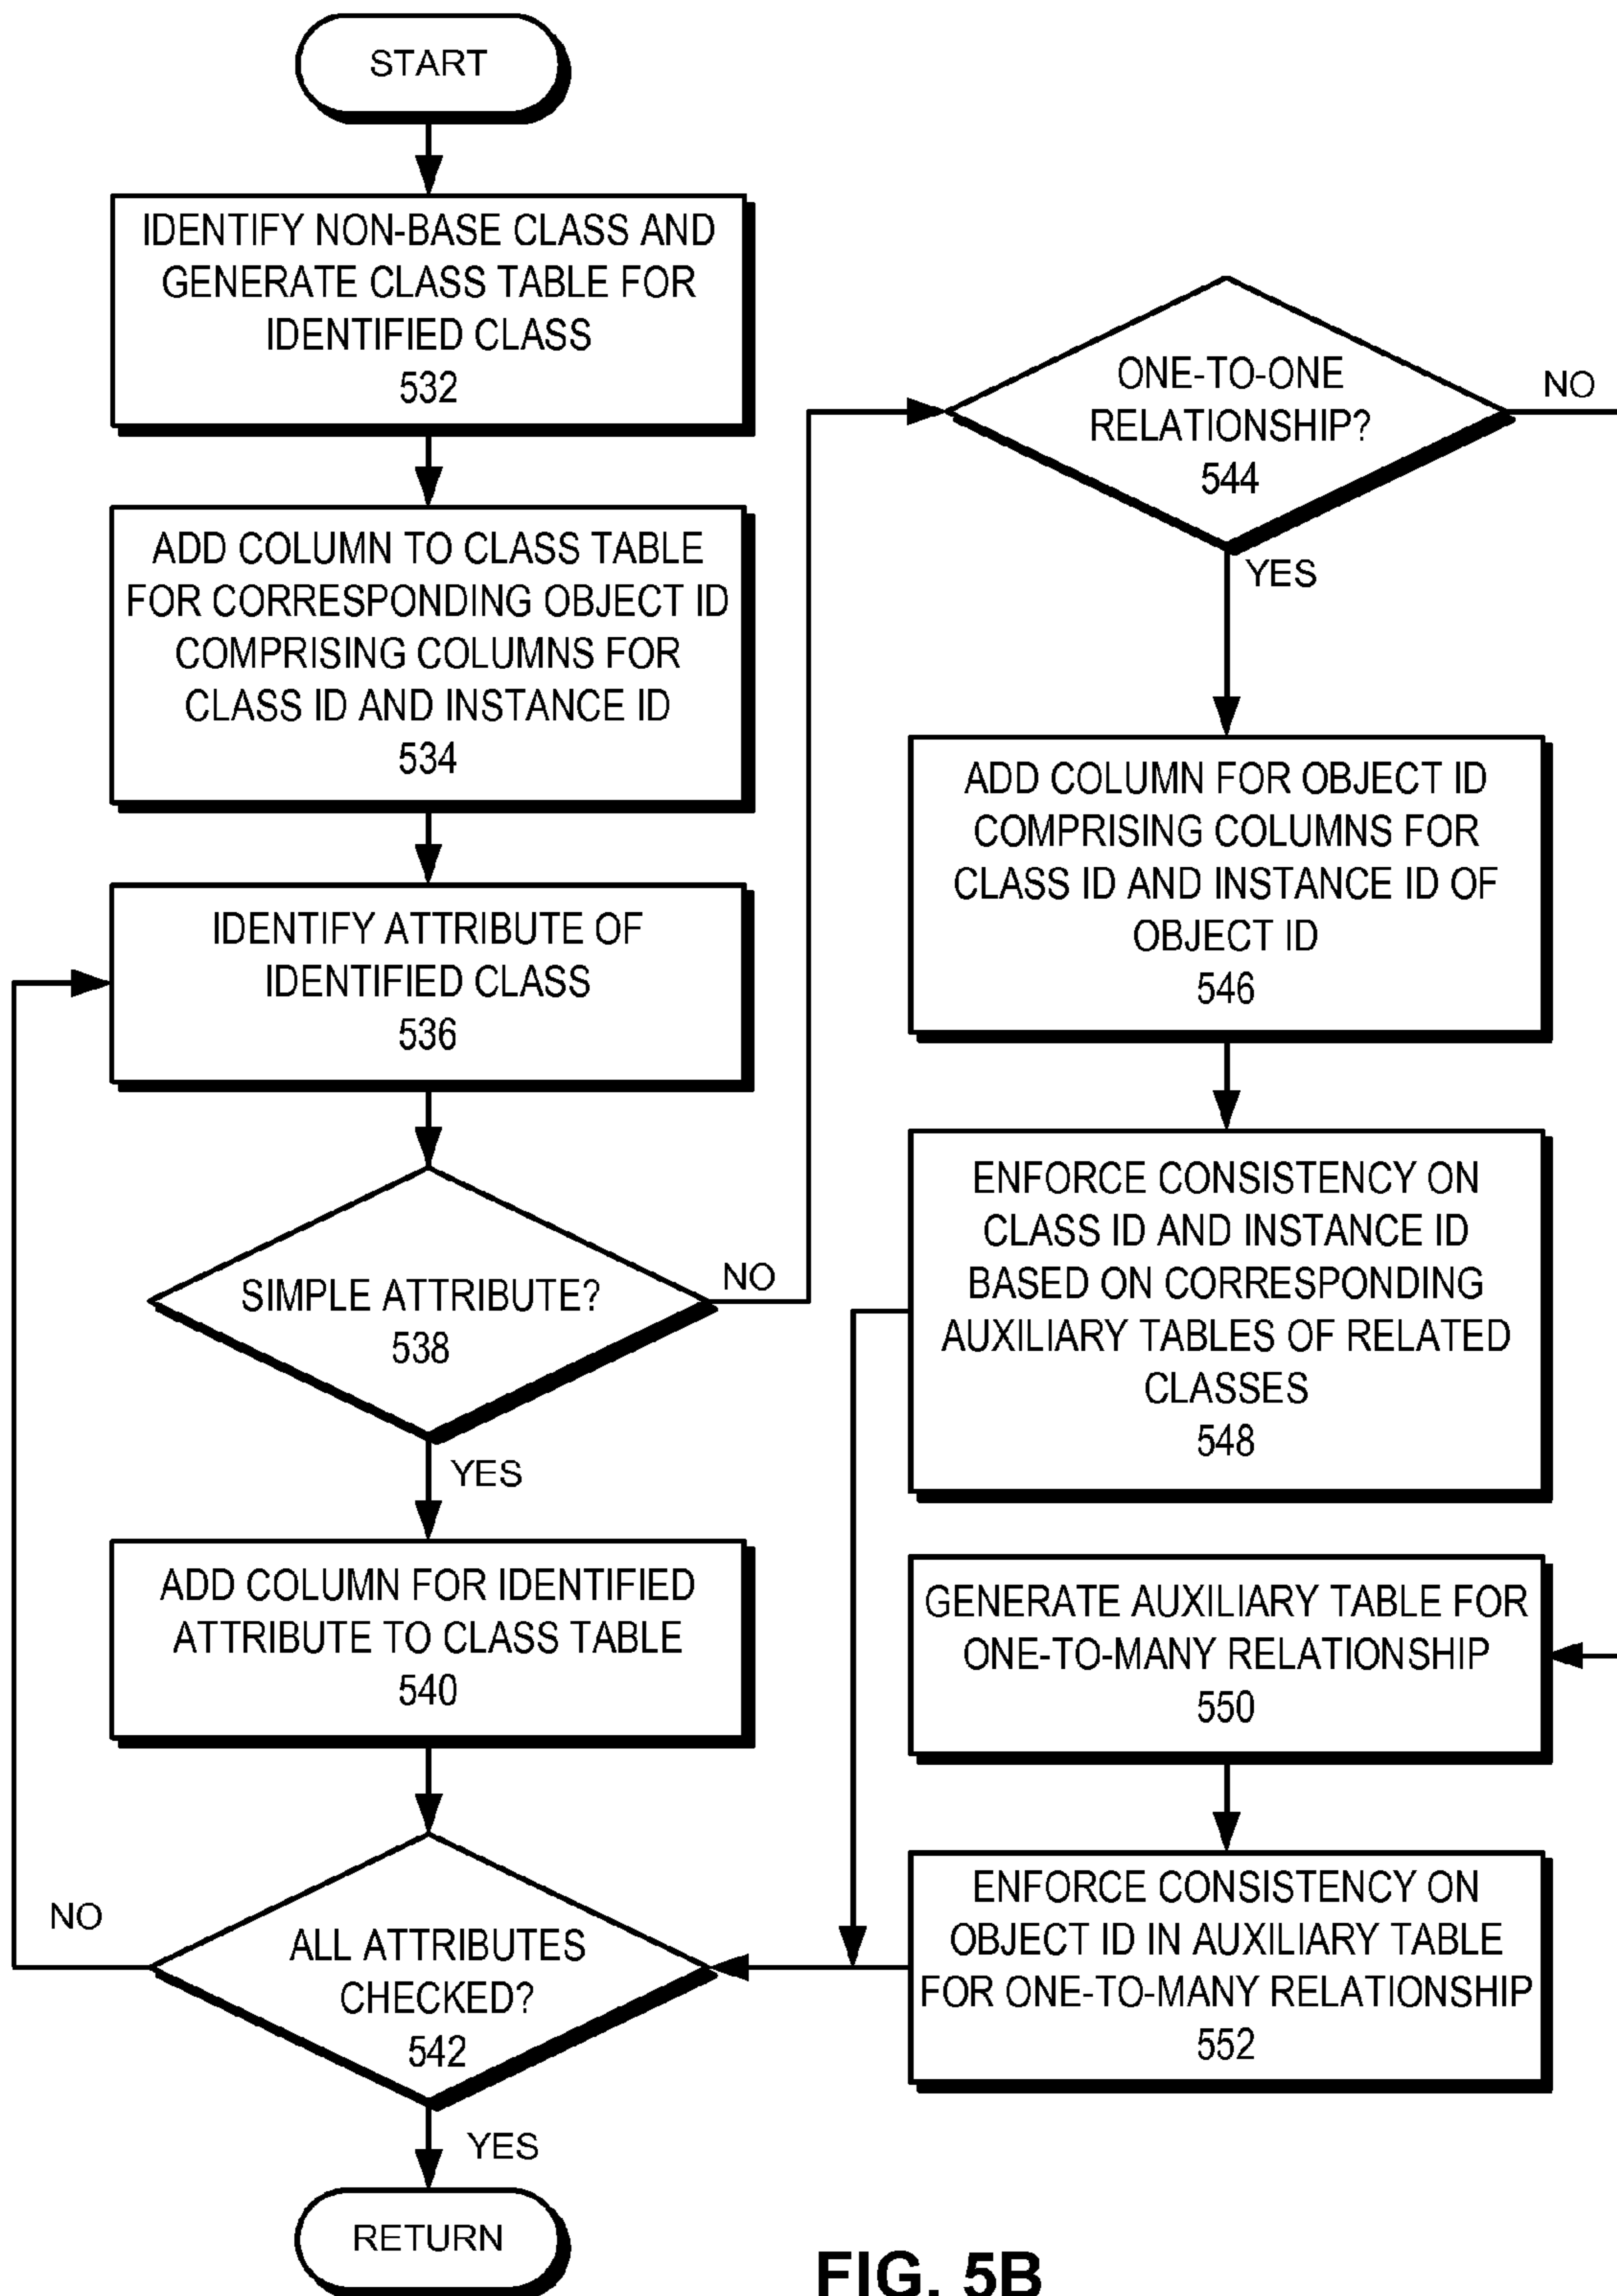 START
IDENTIFY NON-BASE CLASS AND
GENERATE CLASS TABLE FOR
IDENTIFIED CLASS
532
ADD COLUMN TO CLASS TABLE
FOR CORRESPONDING OBJECT ID
COMPRISING COLUMNS FOR
CLASS ID AND INSTANCE ID
534
IDENTIFY ATTRIBUTE OF
IDENTIFIED CLASS
536
SIMPLE ATTRIBUTE?
538
NO
YES
ADD COLUMN FOR IDENTIFIED
ATTRIBUTE TO CLASS TABLE
540
ALL ATTRIBUTES
CHECKED?
542
NO
YES
RETURN
ONE-TO-ONE
RELATIONSHIP?
544
NO
YES
ADD COLUMN FOR OBJECT ID
COMPRISING COLUMNS FOR
CLASS ID AND INSTANCE ID OF
OBJECT ID
546
ENFORCE CONSISTENCY ON
CLASS ID AND INSTANCE ID
BASED ON CORRESPONDING
AUXILIARY TABLES OF RELATED
CLASSES
548
GENERATE AUXILIARY TABLE FOR
ONE-TO-MANY RELATIONSHIP
550
ENFORCE CONSISTENCY ON
OBJECT ID IN AUXILIARY TABLE
FOR ONE-TO-MANY RELATIONSHIP
552
FIG. 5B